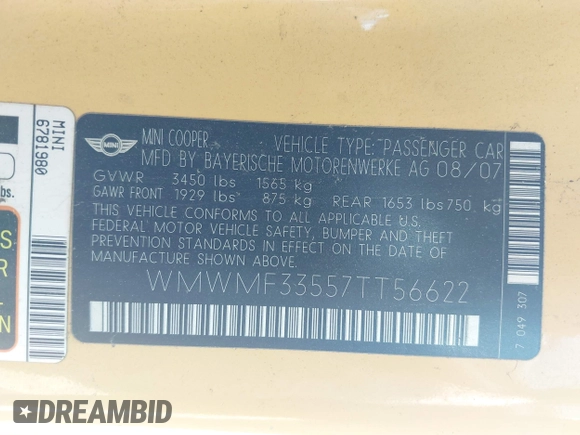 MINI
6781980
lbs.
S
R
N
MINI
MINI COOPER
VEHICLE TYPE: PASSENGER CAR
MFD BY BAYERISCHE MOTORENWERKE AG 08/07
GVWR 3450 lbs 1565 kg
GAWR FRONT 1929 lbs 875 kg REAR 1653 lbs 750 kg
THIS VEHICLE CONFORMS TO ALL APPLICABLE U.S.
FEDERAL MOTOR VEHICLE SAFETY, BUMPER AND THEFT
PREVENTION STANDARDS IN EFFECT ON THE DATE OF
MANUFACTURE SHOWN ABOVE.
WMWMF33557TT56622
7 049 307
DREAMBID